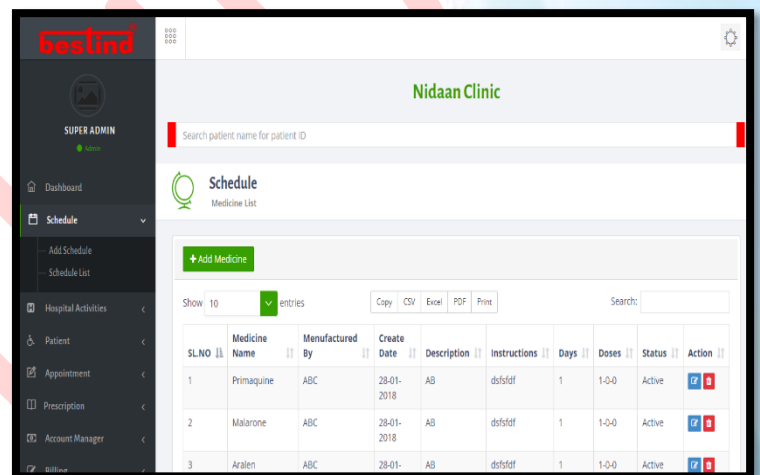 bestind
Nidaan Clinic
SUPER ADMIN
Admin
Search patient name for patient ID
Dashboard
Schedule
Add Schedule
Schedule List
Hospital Activities
Patient
Appointment
Prescription
Account Manager
Billing
Schedule
Medicine List
+ Add Medicine
Show 10 entries Copy CSV Excel PDF Print Search:
SL.NO Medicine Name Menufactured By Create Date Description Instructions Days Doses Status Action
1 Primaquine ABC 28-01-2018 AB dsfsfdf 1 1-0-0 Active
2 Malarone ABC 28-01-2018 AB dsfsfdf 1 1-0-0 Active
3 Aralen ABC 28-01- AB dsfsfdf 1 1-0-0 Active